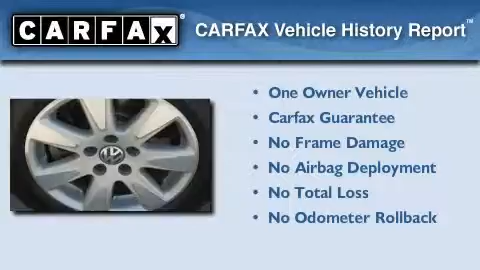 CARFAX® CARFAX Vehicle History Report™
• One Owner Vehicle
• Carfax Guarantee
• No Frame Damage
• No Airbag Deployment
• No Total Loss
• No Odometer Rollback